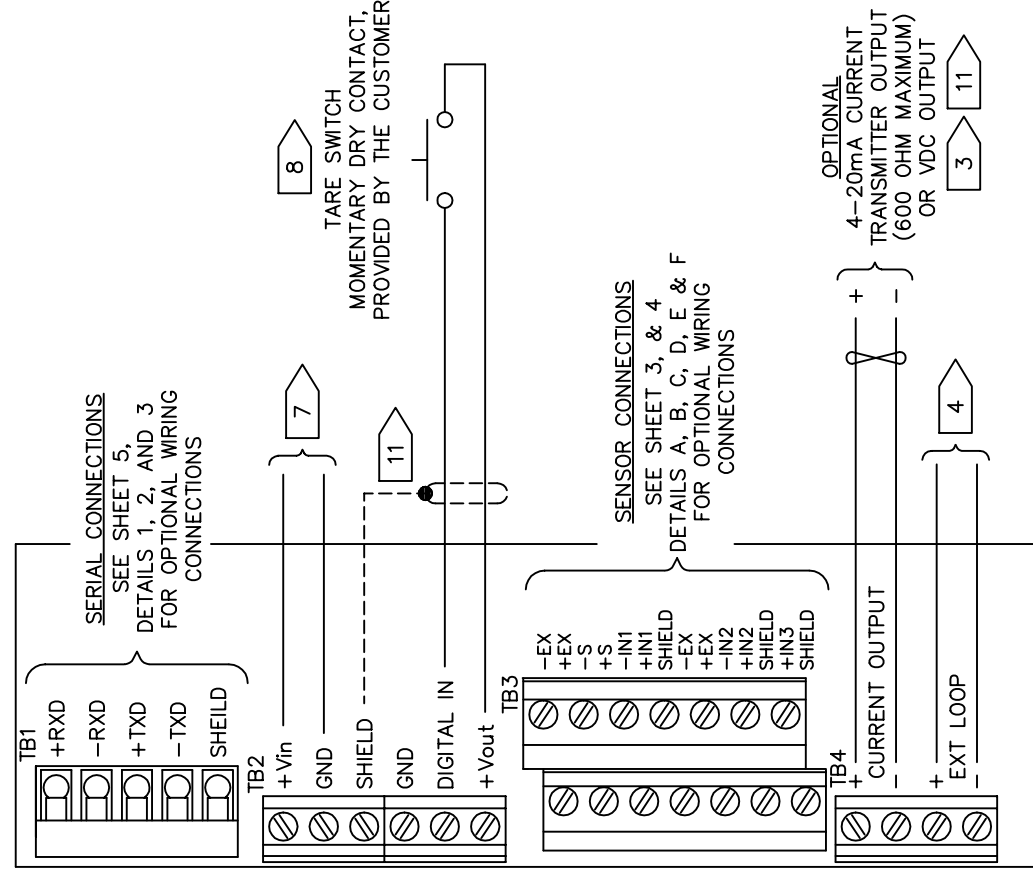 TB1
+RXD
-RXD
+TXD
-TXD
SHEILD
SERIAL CONNECTIONS
SEE SHEET 5,
DETAILS 1, 2, AND 3
FOR OPTIONAL WIRING
CONNECTIONS
TB2
+Vin
GND
SHIELD
GND
DIGITAL IN
+Vout
7
11
8
TARE SWITCH
MOMENTARY DRY CONTACT,
PROVIDED BY THE CUSTOMER
TB3
-EX
+EX
-S
+S
-IN1
+IN1
SHIELD
-EX
+EX
-IN2
+IN2
SHIELD
+IN3
SHIELD
SENSOR CONNECTIONS
SEE SHEET 3, & 4
DETAILS A, B, C, D, E & F
FOR OPTIONAL WIRING
CONNECTIONS
TB4
+
CURRENT OUTPUT
-
+
EXT LOOP
-
+
-
OPTIONAL
4-20mA CURRENT
TRANSMITTER OUTPUT
(600 OHM MAXIMUM)
OR VDC OUTPUT
3
11
4